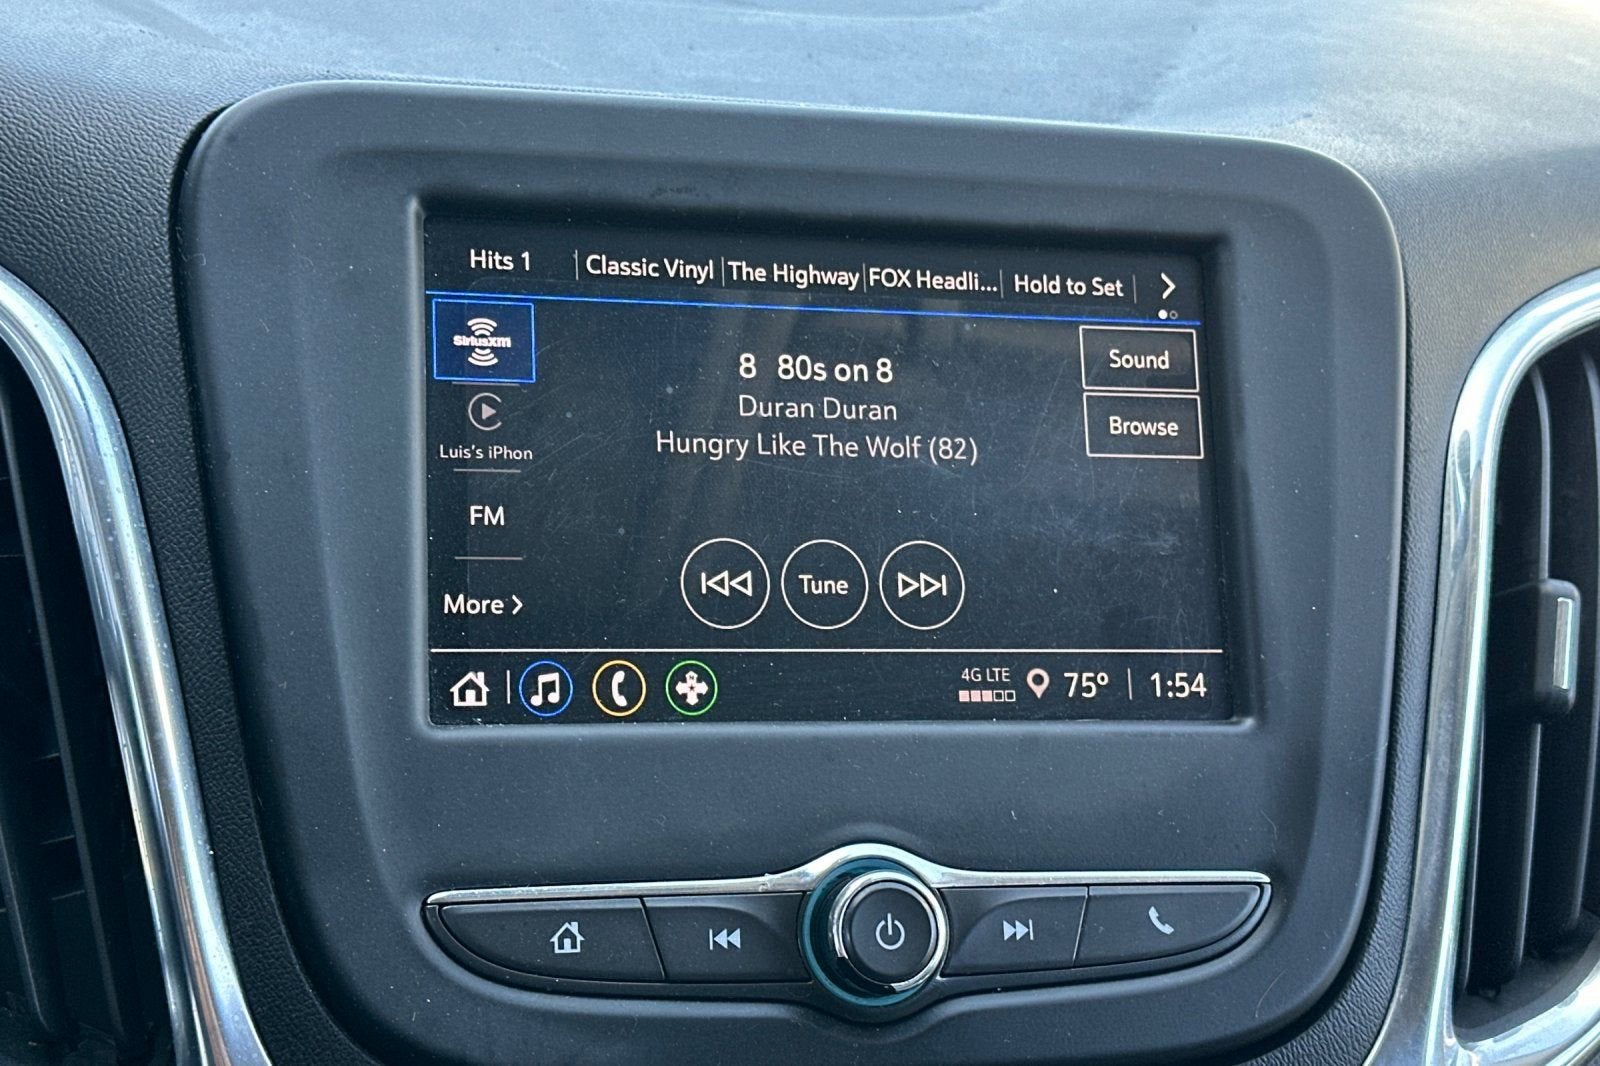 Hits 1
Classic Vinyl
The Highway
FOX Headli...
Hold to Set
SiriusXM
Luis's iPhon
FM
More
8 80s on 8
Duran Duran
Hungry Like The Wolf (82)
Tune
Sound
Browse
4G LTE
75°
1:54